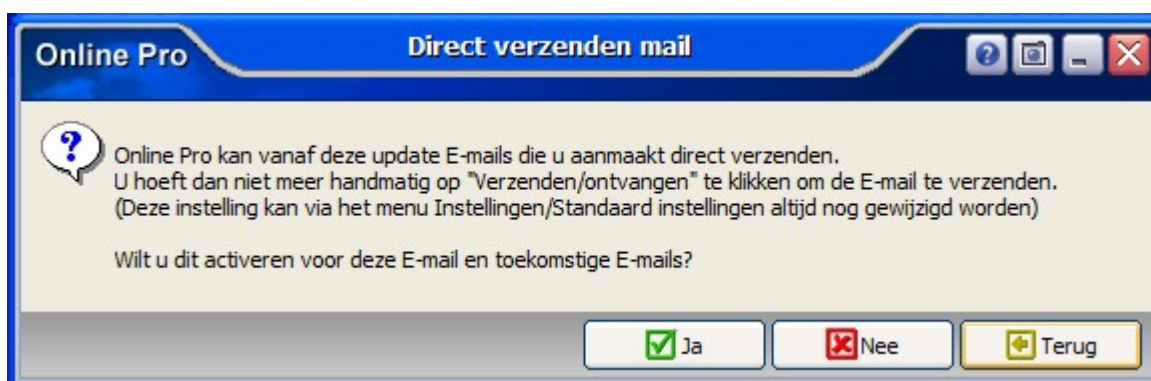 Online Pro
Direct verzenden mail
Online Pro kan vanaf deze update E-mails die u aanmaakt direct verzenden.
U hoeft dan niet meer handmatig op "Verzenden/ontvangen" te klikken om de E-mail te verzenden.
(Deze instelling kan via het menu Instellingen/Standaard instellingen altijd nog gewijzigd worden)
Wilt u dit activeren voor deze E-mail en toekomstige E-mails?
Ja
Nee
Terug